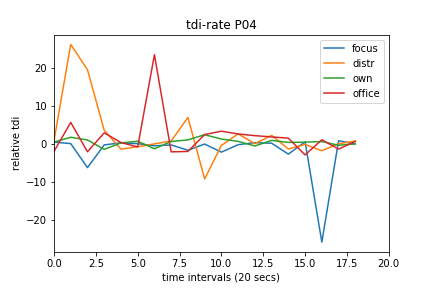 tdi-rate P04
focus
distr
own
office
relative tdi
20
10
0
−10
−20
0.0 2.5 5.0 7.5 10.0 12.5 15.0 17.5 20.0
time intervals (20 secs)